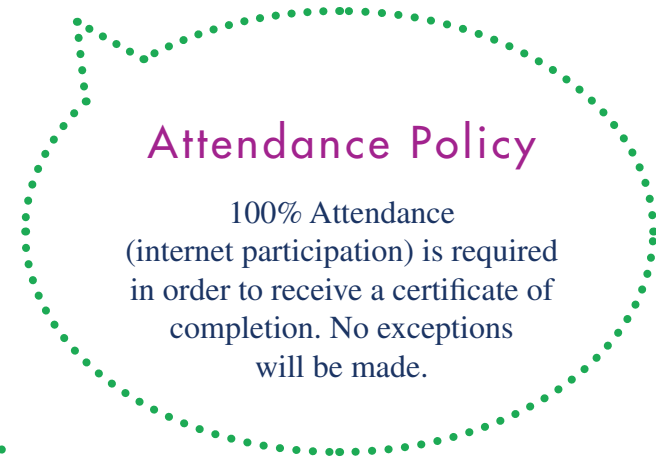 Attendance Policy
100% Attendance
(internet participation) is required
in order to receive a certificate of
completion. No exceptions
will be made.